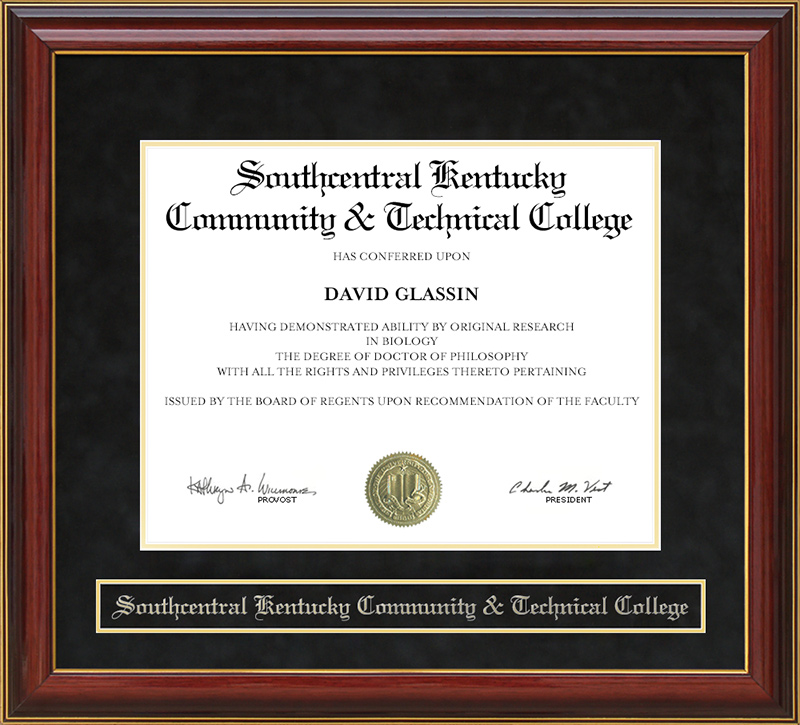 Southcentral Kentucky
Community & Technical College
HAS CONFERRED UPON
DAVID GLASSIN
HAVING DEMONSTRATED ABILITY BY ORIGINAL RESEARCH
IN BIOLOGY
THE DEGREE OF DOCTOR OF PHILOSOPHY
WITH ALL THE RIGHTS AND PRIVILEGES THERETO PERTAINING
ISSUED BY THE BOARD OF REGENTS UPON RECOMMENDATION OF THE FACULTY
Charles M. Vest
PROVOST
PRESIDENT
Southcentral Kentucky Community & Technical College